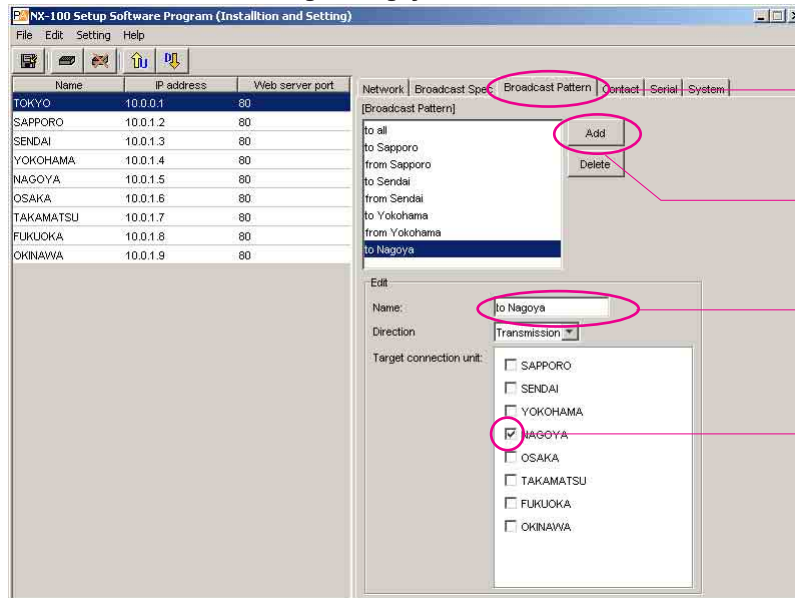 NX-100 Setup Software Program (Installtion and Setting)
File Edit Setting Help
Name IP address Web server port
TOKYO 10.0.0.1 80
SAPPORO 10.0.1.2 80
SENDAI 10.0.1.3 80
YOKOHAMA 10.0.1.4 80
NAGOYA 10.0.1.5 80
OSAKA 10.0.1.6 80
TAKAMATSU 10.0.1.7 80
FUKUOKA 10.0.1.8 80
OKINAWA 10.0.1.9 80
Network Broadcast Spec Broadcast Pattern Contact Serial System
[Broadcast Pattern]
to all
to Sapporo
from Sapporo
to Sendai
from Sendai
to Yokohama
from Yokohama
to Nagoya
Add
Delete
Edit
Name: to Nagoya
Direction Transmission
Target connection unit:
SAPPORO
SENDAI
YOKOHAMA
NAGOYA
OSAKA
TAKAMATSU
FUKUOKA
OKINAWA